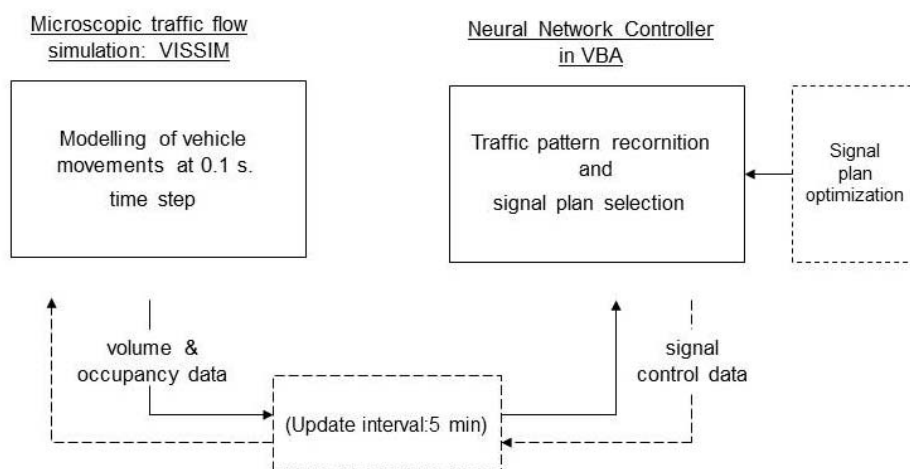 Microscopic traffic flow
simulation: VISSIM
Neural Network Controller
in VBA
Modelling of vehicle
movements at 0.1 s.
time step
Traffic pattern recornition
and
signal plan selection
Signal
plan
optimization
volume &
occupancy data
signal
control data
(Update interval:5 min)